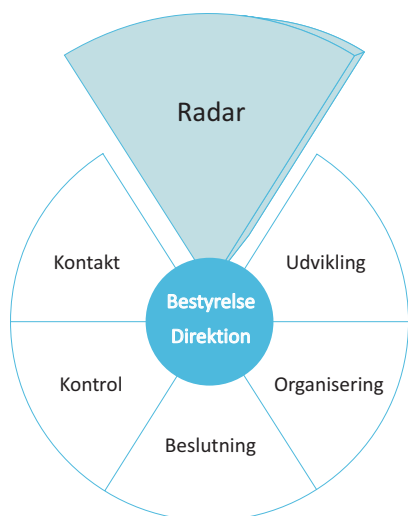 Radar
Kontakt
Udvikling
Bestyrelse
Direktion
Kontrol
Organisering
Beslutning